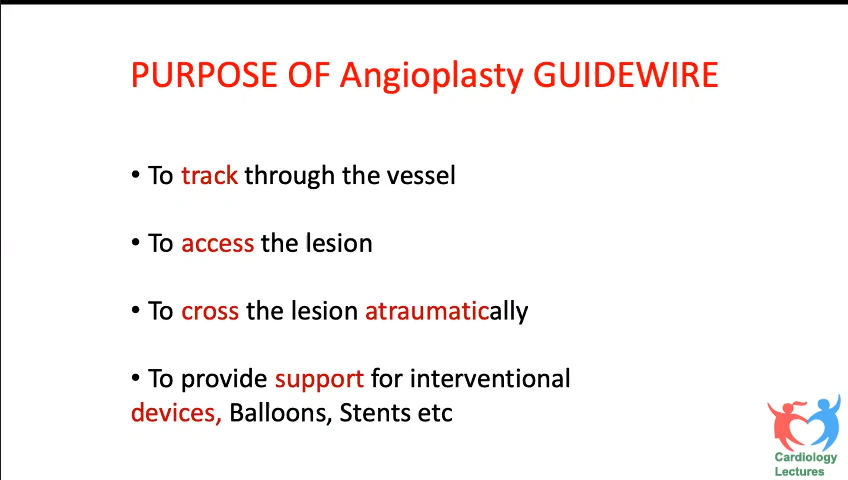 PURPOSE OF Angioplasty GUIDEWIRE
• To track through the vessel
• To access the lesion
• To cross the lesion atraumatically
• To provide support for interventional
devices, Balloons, Stents etc
Cardiology
Lectures